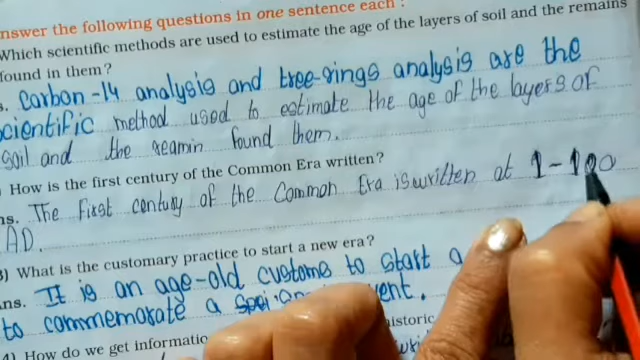 nswer the following questions in one sentence each :
Which scientific methods are used to estimate the age of the layers of soil and the remains
found in them?
s. Carbon-14 analysis and tree-rings analysis are the
scientific method used to estimate the age of the layers of
soil and the reamin found them.
How is the first century of the Common Era written?
ns. The First century of the Common Era is written at 1-100
AD.
3) What is the customary practice to start a new era?
Ans. It is an age-old customs to start a
to commemorate a vent.
4) How do we get informatio historic